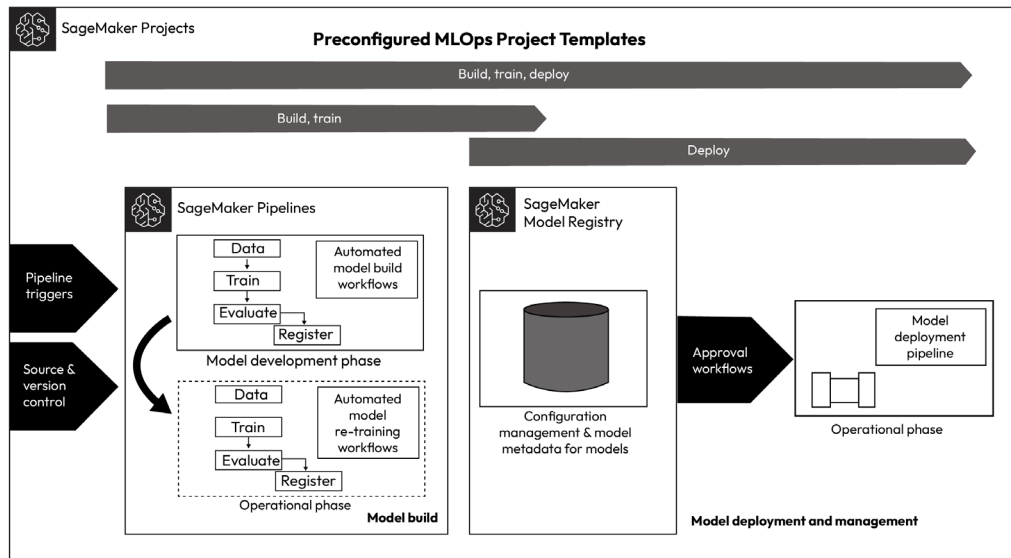 SageMaker Projects
Preconfigured MLOps Project Templates
Build, train, deploy
Build, train
Deploy
Pipeline
triggers
Source &
version
control
SageMaker Pipelines
Data
Train
Evaluate
Register
Automated
model build
workflows
Model development phase
Data
Train
Evaluate
Register
Automated
model
re-training
workflows
Operational phase
Model build
SageMaker
Model Registry
Configuration
management & model
metadata for models
Approval
workflows
Model
deployment
pipeline
Operational phase
Model deployment and management